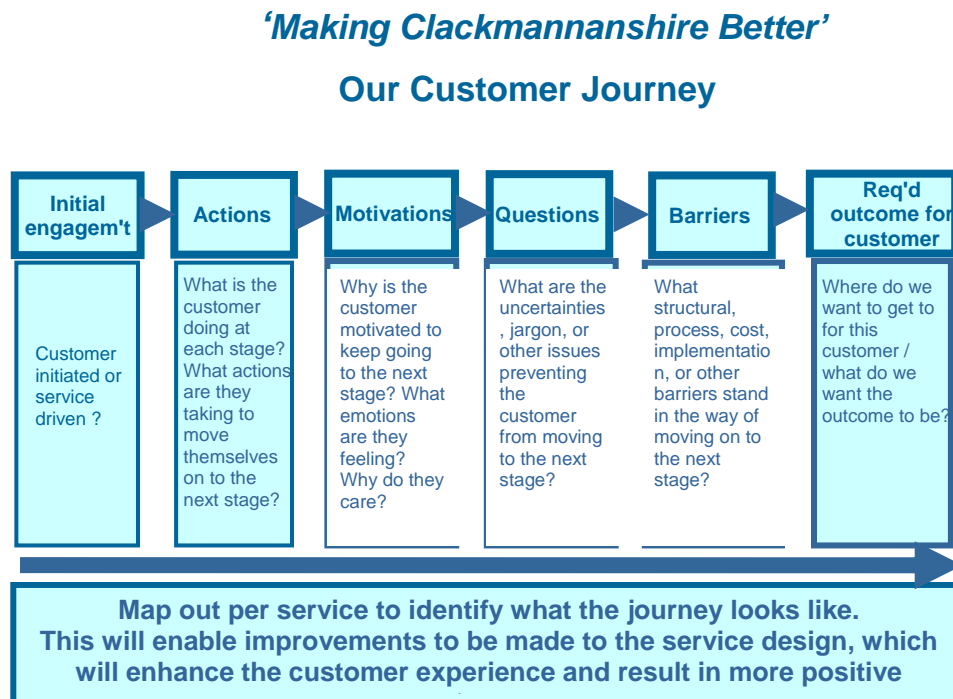 ‘Making Clackmannanshire Better’
Our Customer Journey
Initial
engagem't
Actions
Motivations
Questions
Barriers
Req'd
outcome for
customer
Customer
initiated or
service
driven ?
What is the
customer
doing at
each stage?
What actions
are they
taking to
move
themselves
on to the
next stage?
Why is the
customer
motivated to
keep going
to the next
stage? What
emotions
are they
feeling?
Why do they
care?
What are the
uncertainties
, jargon, or
other issues
preventing
the
customer
from moving
to the next
stage?
What
structural,
process, cost,
implementatio
n, or other
barriers stand
in the way of
moving on to
the next
stage?
Where do we
want to get to
for this
customer /
what do we
want the
outcome to be?
Map out per service to identify what the journey looks like.
This will enable improvements to be made to the service design, which
will enhance the customer experience and result in more positive